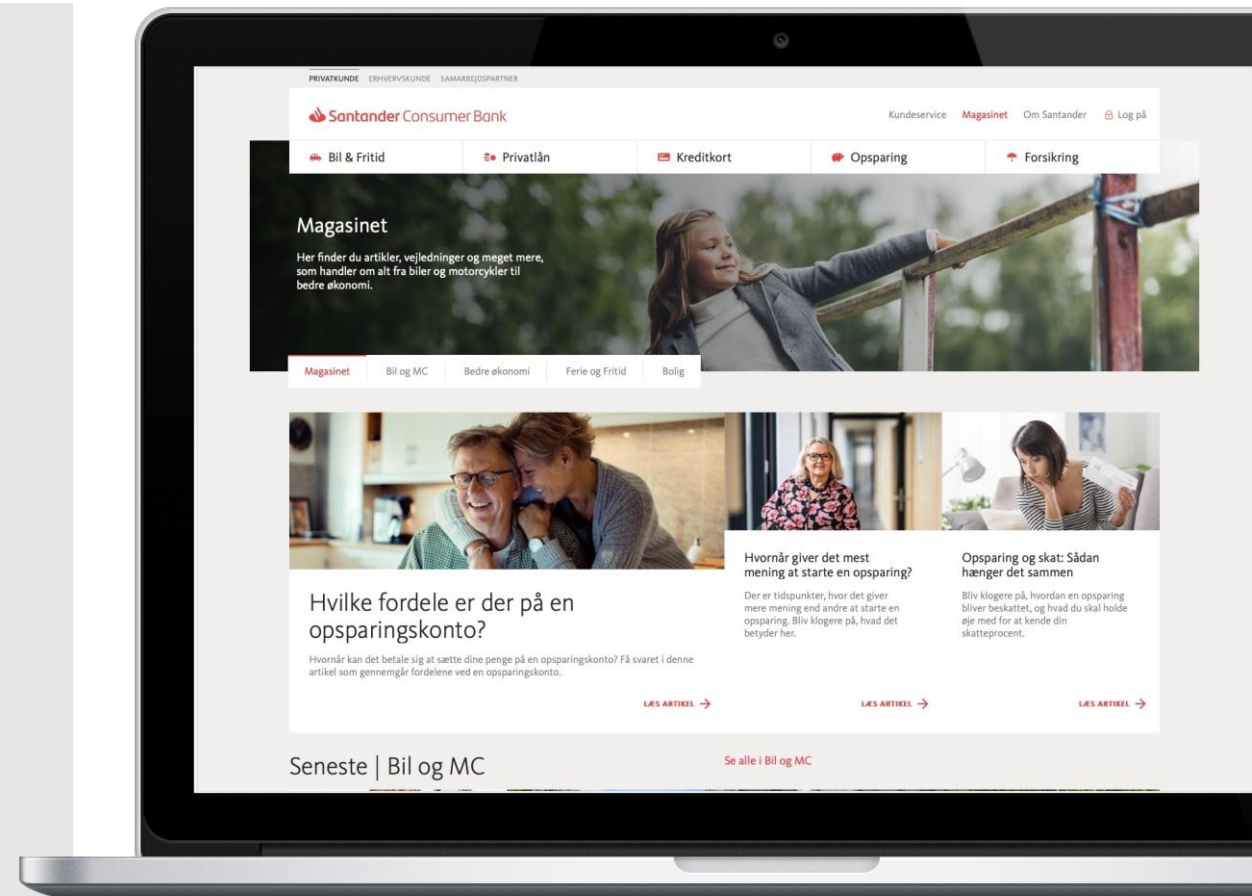 PRIVATKUNDE ERHVERVSKUNDE SAMARBEJDSPARTNER
Santander Consumer Bank
Kundeservice Magasinet Om Santander Log på
Bil & Fritid Privatlån Kreditkort Opsparing Forsikring
Magasinet
Her finder du artikler, vejledninger og meget mere,
som handler om alt fra biler og motorcykler til
bedre økonomi.
Magasinet Bil og MC Bedre økonomi Ferie og Fritid Bolig
Hvilke fordele er der på en
opsparingskonto?
Hvornår kan det betale sig at sætte dine penge på en opsparingskonto? Få svaret i denne
artikel som gennemgår fordelene ved en opsparingskonto.
LÆS ARTIKEL
Hvornår giver det mest
mening at starte en opsparing?
Der er tidspunkter, hvor det giver
mere mening end andre at starte en
opsparing. Bliv klogere på, hvad det
betyder her.
LÆS ARTIKEL
Opsparing og skat: Sådan
hænger det sammen
Bliv klogere på, hvordan en opsparing
bliver beskattet, og hvad du skal holde
øje med for at kende din
skatteprocent.
LÆS ARTIKEL
Seneste | Bil og MC
Se alle i Bil og MC